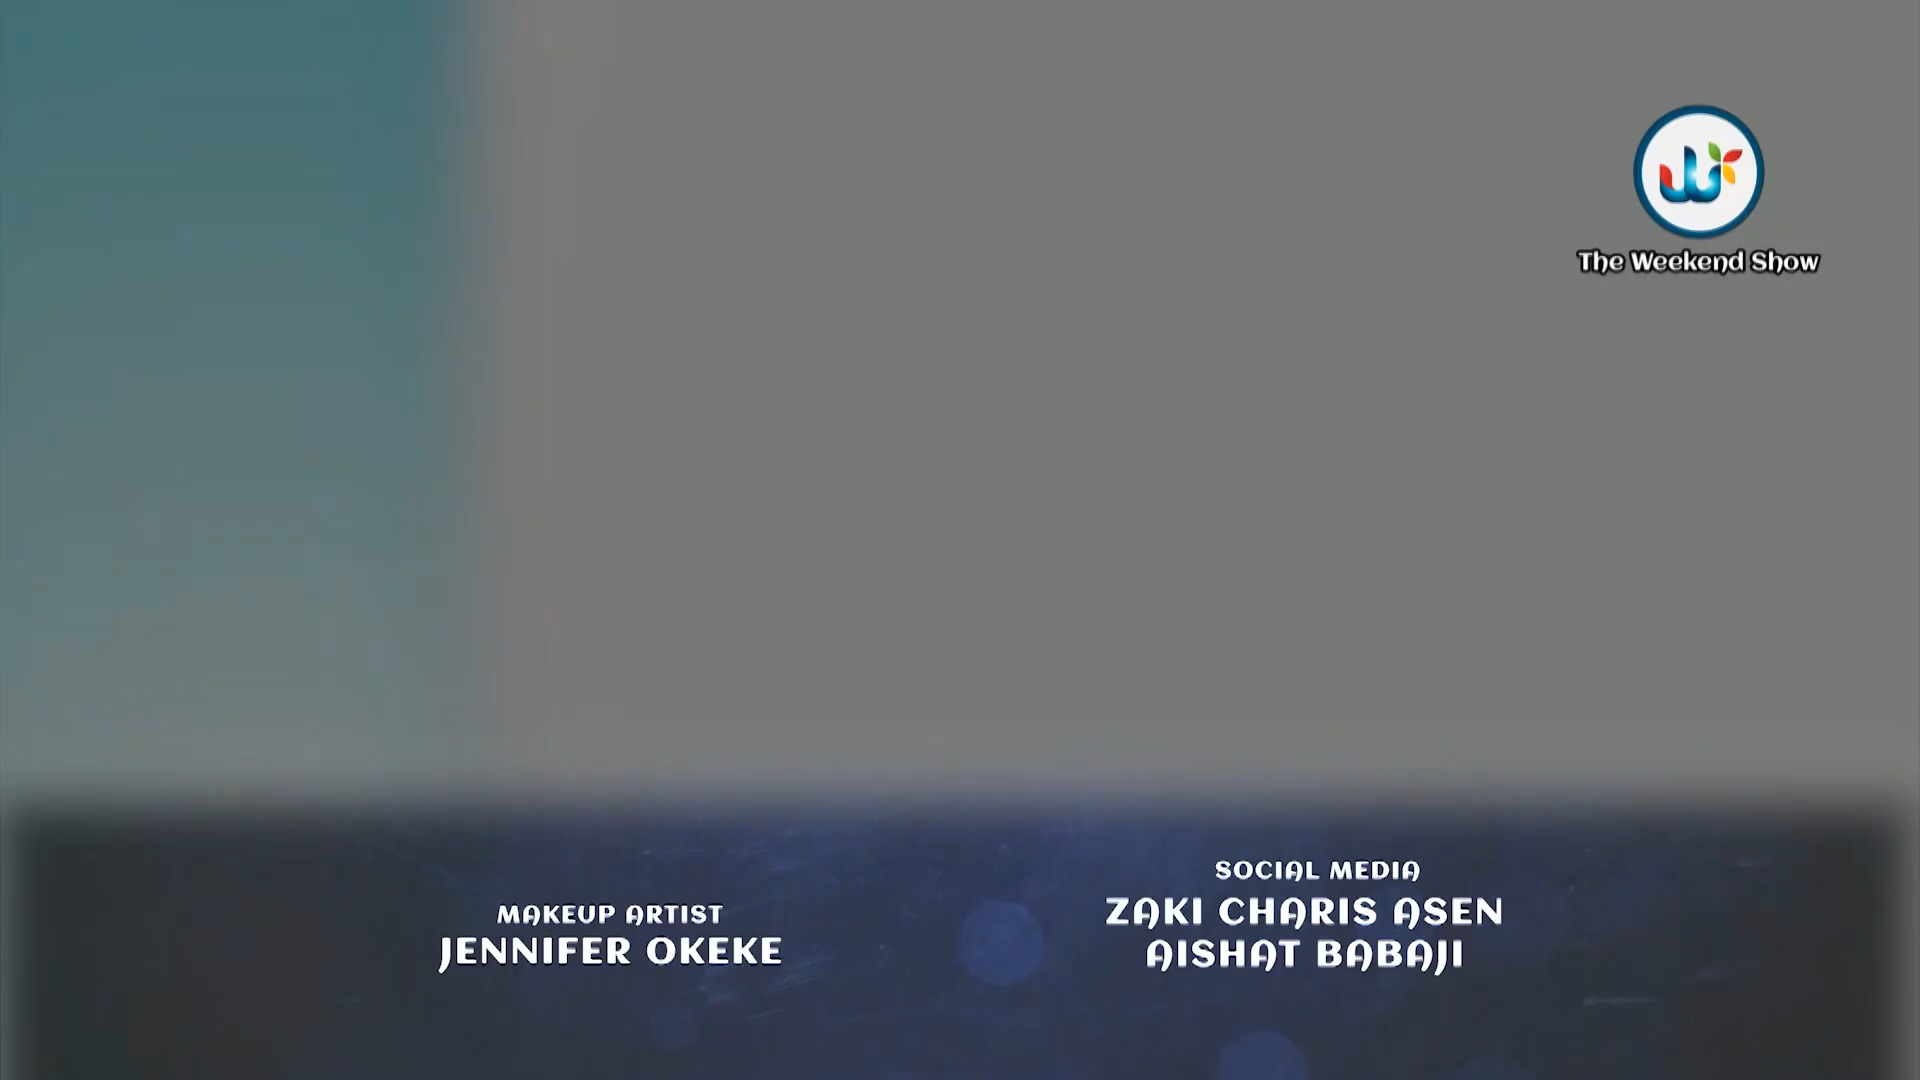 The Weekend Show
MAKEUP ARTIST
JENNIFER OKEKE
SOCIAL MEDIA
ZAKI CHARIS ASEN
AISHAT BABAJI